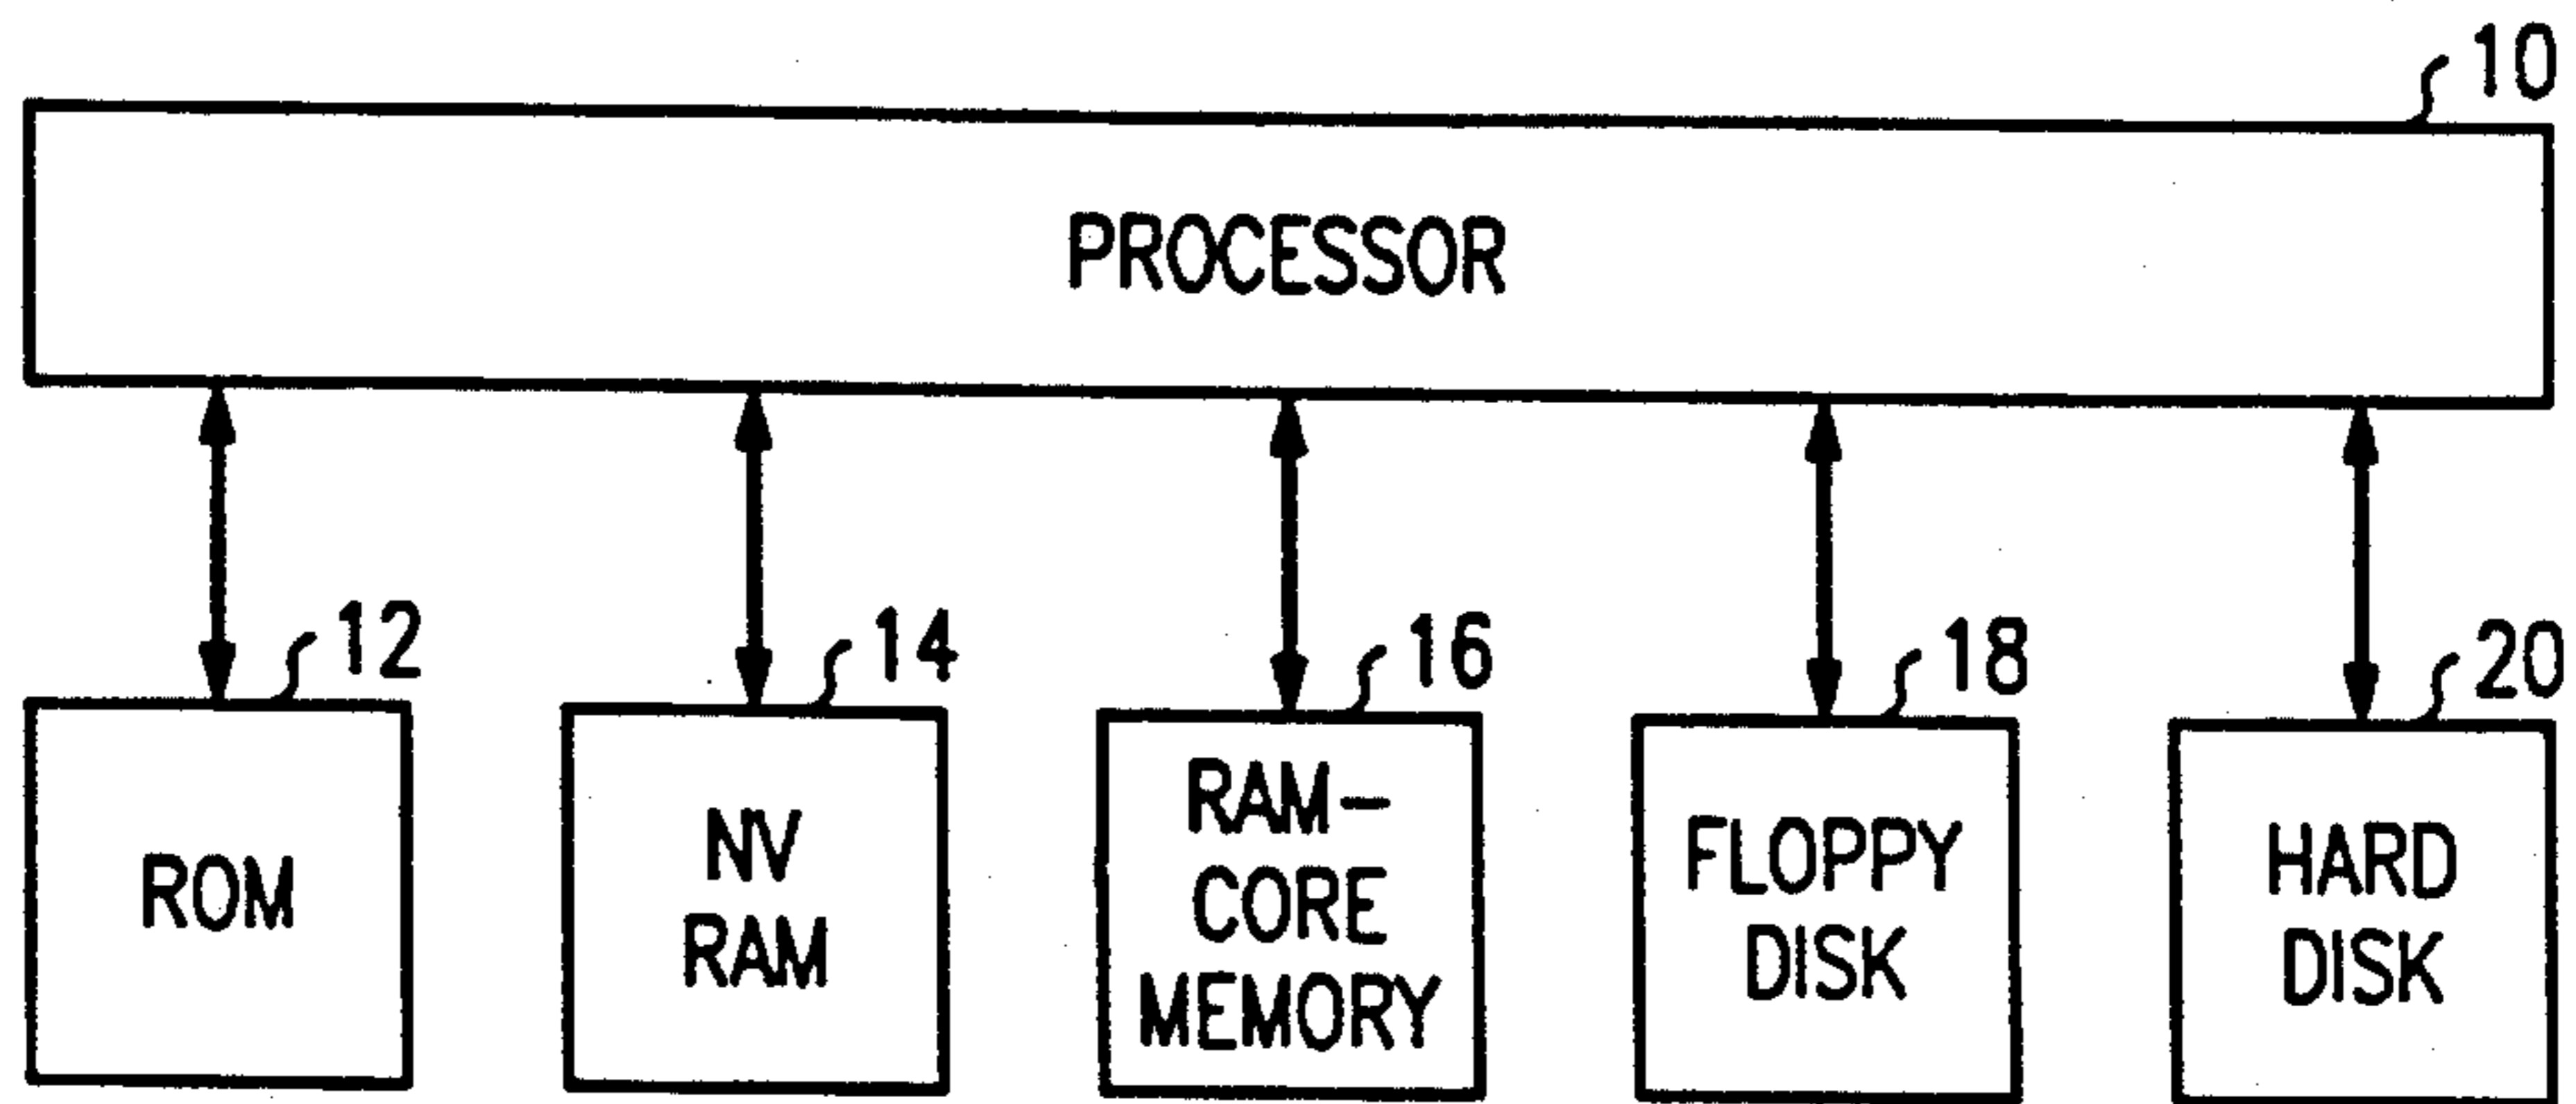 10
PROCESSOR
12
14
16
18
20
ROM
NV
RAM
RAM-
CORE
MEMORY
FLOPPY
DISK
HARD
DISK